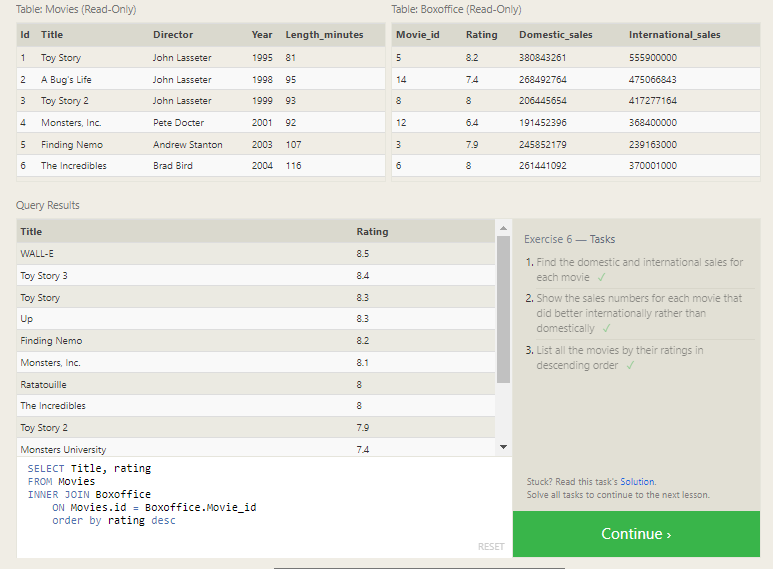 Table: Movies (Read-Only)
Table: Boxoffice (Read-Only)
Id Title Director Year Length_minutes
1 Toy Story John Lasseter 1995 81
2 A Bug's Life John Lasseter 1998 95
3 Toy Story 2 John Lasseter 1999 93
4 Monsters, Inc. Pete Docter 2001 92
5 Finding Nemo Andrew Stanton 2003 107
6 The Incredibles Brad Bird 2004 116
Movie_id Rating Domestic_sales International_sales
5 8.2 380843261 555900000
14 7.4 268492764 475066843
8 8 206445654 417277164
12 6.4 191452396 368400000
3 7.9 245852179 239163000
6 8 261441092 370001000
Query Results
Title Rating
WALL-E 8.5
Toy Story 3 8.4
Toy Story 8.3
Up 8.3
Finding Nemo 8.2
Monsters, Inc. 8.1
Ratatouille 8
The Incredibles 8
Toy Story 2 7.9
Monsters University 7.4
SELECT Title, rating
FROM Movies
INNER JOIN Boxoffice
ON Movies.id = Boxoffice.Movie_id
order by rating desc
RESET
Exercise 6 — Tasks
1. Find the domestic and international sales for
each movie ✓
2. Show the sales numbers for each movie that
did better internationally rather than
domestically ✓
3. List all the movies by their ratings in
descending order ✓
Stuck? Read this task's Solution.
Solve all tasks to continue to the next lesson.
Continue ›